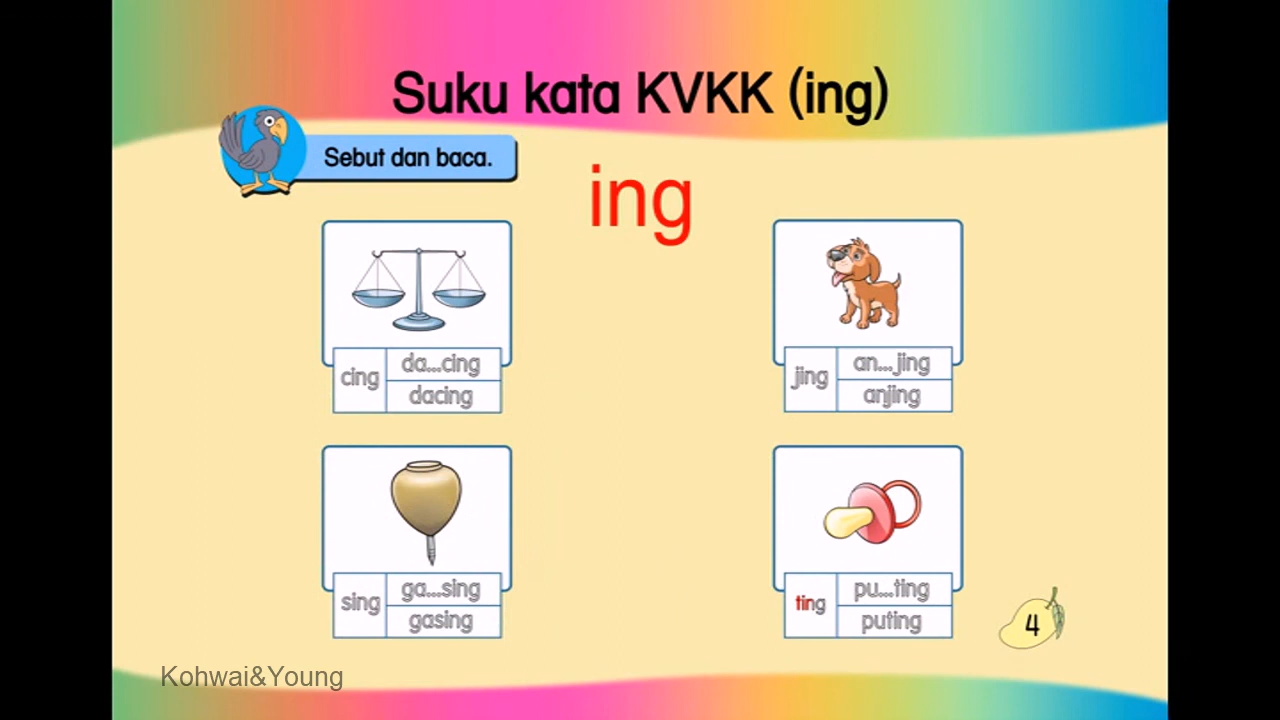 Suku kata KVKK (ing)
Sebut dan baca.
ing
cing
da...cing
dacing
jing
an...jing
anjing
sing
ga...sing
gasing
ting
pu...ting
puting
4
Kohwai&Young